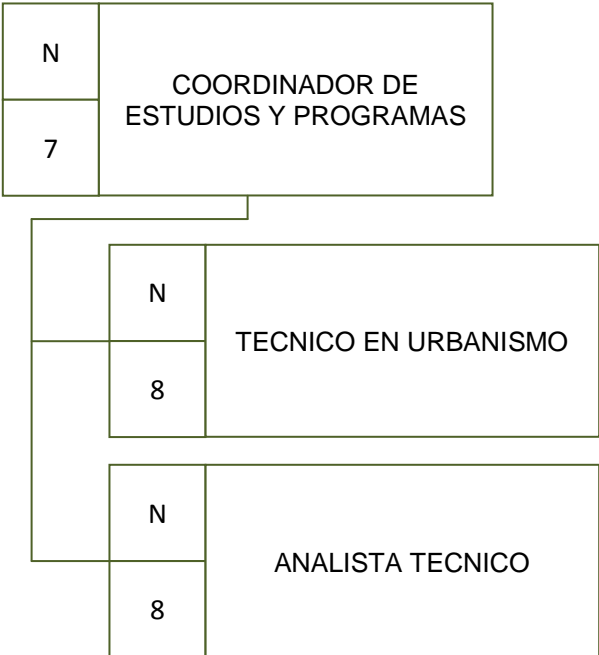 N
7
COORDINADOR DE
ESTUDIOS Y PROGRAMAS
N
8
TECNICO EN URBANISMO
N
8
ANALISTA TECNICO